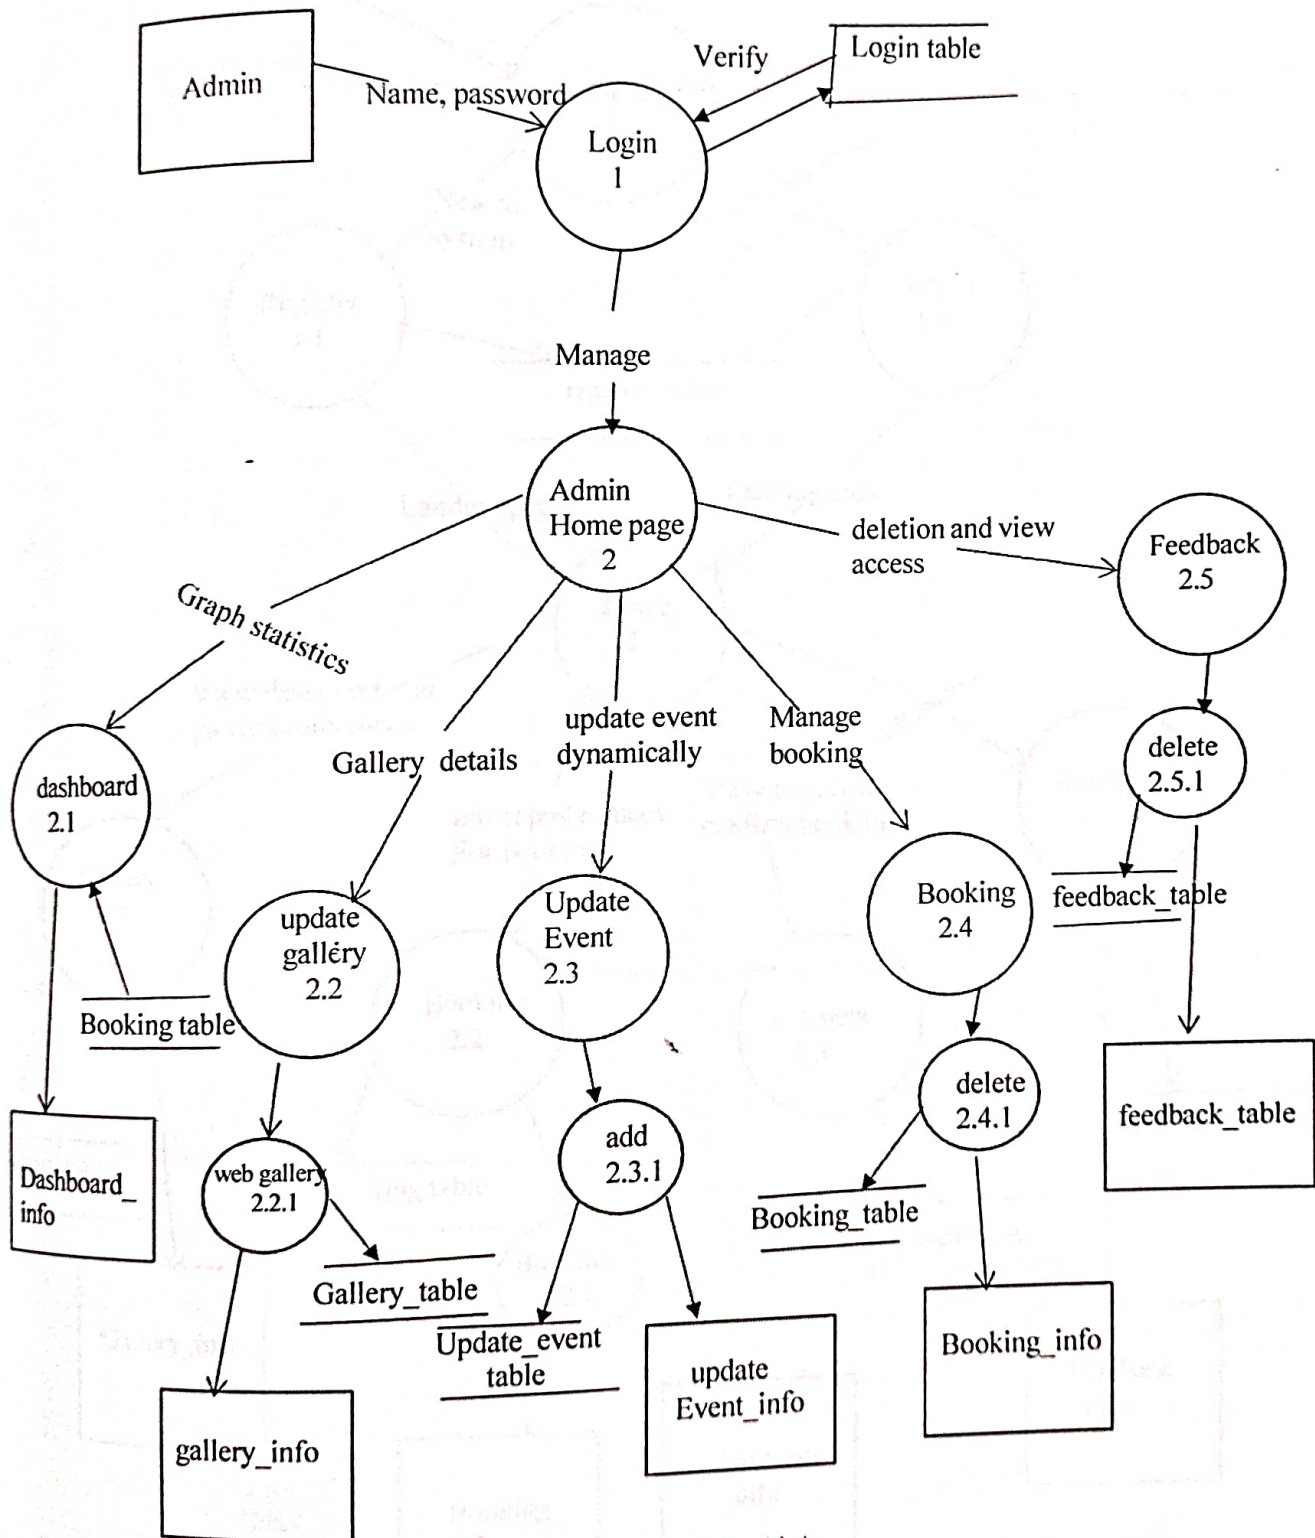 Admin
Name, password
Verify
Login table
Login
1
Manage
Admin
Home page
2
deletion and view
access
Feedback
2.5
Graph statistics
Gallery details
update event
dynamically
Manage
booking
delete
2.5.1
dashboard
2.1
update
gallery
2.2
Update
Event
2.3
Booking
2.4
feedback_table
Booking table
web gallery
2.2.1
add
2.3.1
delete
2.4.1
feedback_table
Dashboard_
info
Gallery_table
Booking_table
Update_event
table
update
Event_info
Booking_info
gallery_info